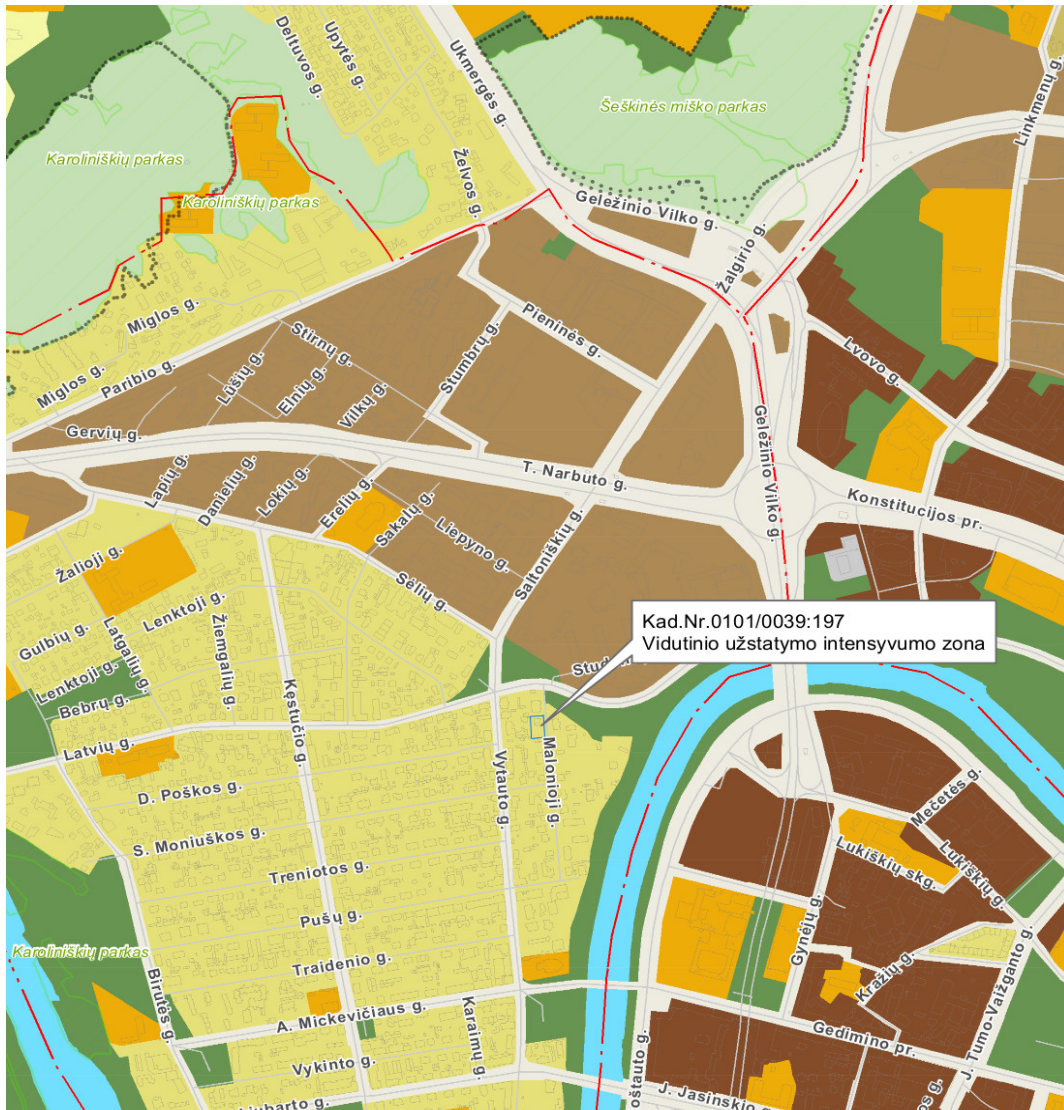 Deltuvos g.
Upytės g.
Ukmergės g.
Šeškinės miško parkas
Linkmenų g.
Karoliniškių parkas
Želvos g.
Karoliniškių parkas
Geležinio Vilko g.
Žalgirio g.
Miglos g.
Stirnų g.
Pieninės g.
Lvovo g.
Miglos g.
Paribio g.
Lūšių g.
Elnių g.
Vilkų g.
Stumbrų g.
Gervių g.
Geležinio Vilko g.
T. Narbuto g.
Lapių g.
Danielių g.
Lokių g.
Erelių g.
Sakalų g.
Liepyno g.
Konstitucijos pr.
Saltoniškių g.
Žalioji g.
Sėlių g.
Gulbių g.
Lenktoji g.
Latgalių g.
Žiemgalių g.
Kad.Nr.0101/0039:197
Vidutinio užstatymo intensyvumo zona
Lenktoji g.
Bebrų g.
Kęstučio g.
Latvių g.
Vytauto g.
Malonioji g.
D. Poškos g.
Mečetės g.
S. Moniuškos g.
Lukiškių skg.
Lukiškių g.
Treniotos g.
Pušų g.
Gynėjų g.
Karoliniškių parkas
Traidenio g.
Kražių g.
J. Tumo-Vaižganto g.
Birutės g.
A. Mickevičiaus g.
Karaimų g.
Gedimino pr.
Vykinto g.
J. Jasinskio g.